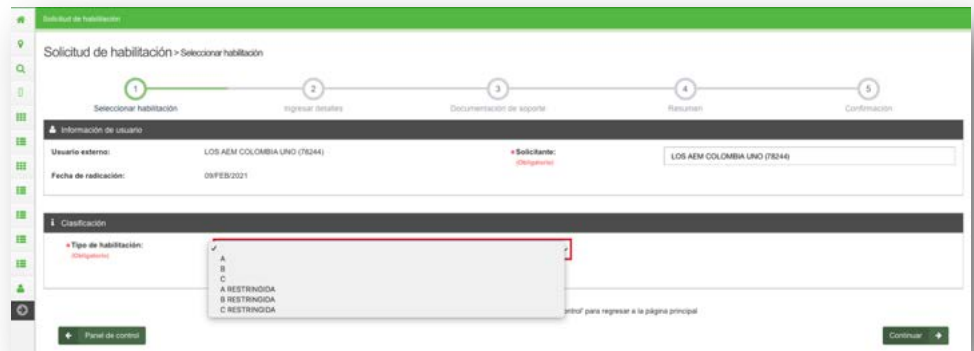 Solicitud de habilitación
Solicitud de habilitación > Seleccionar habilitación
1 2 3 4 5
Seleccionar habilitación Ingresar detalles Documentación de soporte Resumen Confirmación
Información de usuario
Usuario externo: LOS AEM COLOMBIA UNO (78244) *Solicitante: LOS AEM COLOMBIA UNO (78244)
(Obligatorio)
Fecha de radicación: 09/FEB/2021
i Clasificación
*Tipo de habilitación:
(Obligatorio)
A
B
C
A RESTRINGIDA
B RESTRINGIDA
C RESTRINGIDA
control' para regresar a la página principal
Panel de control Continuar